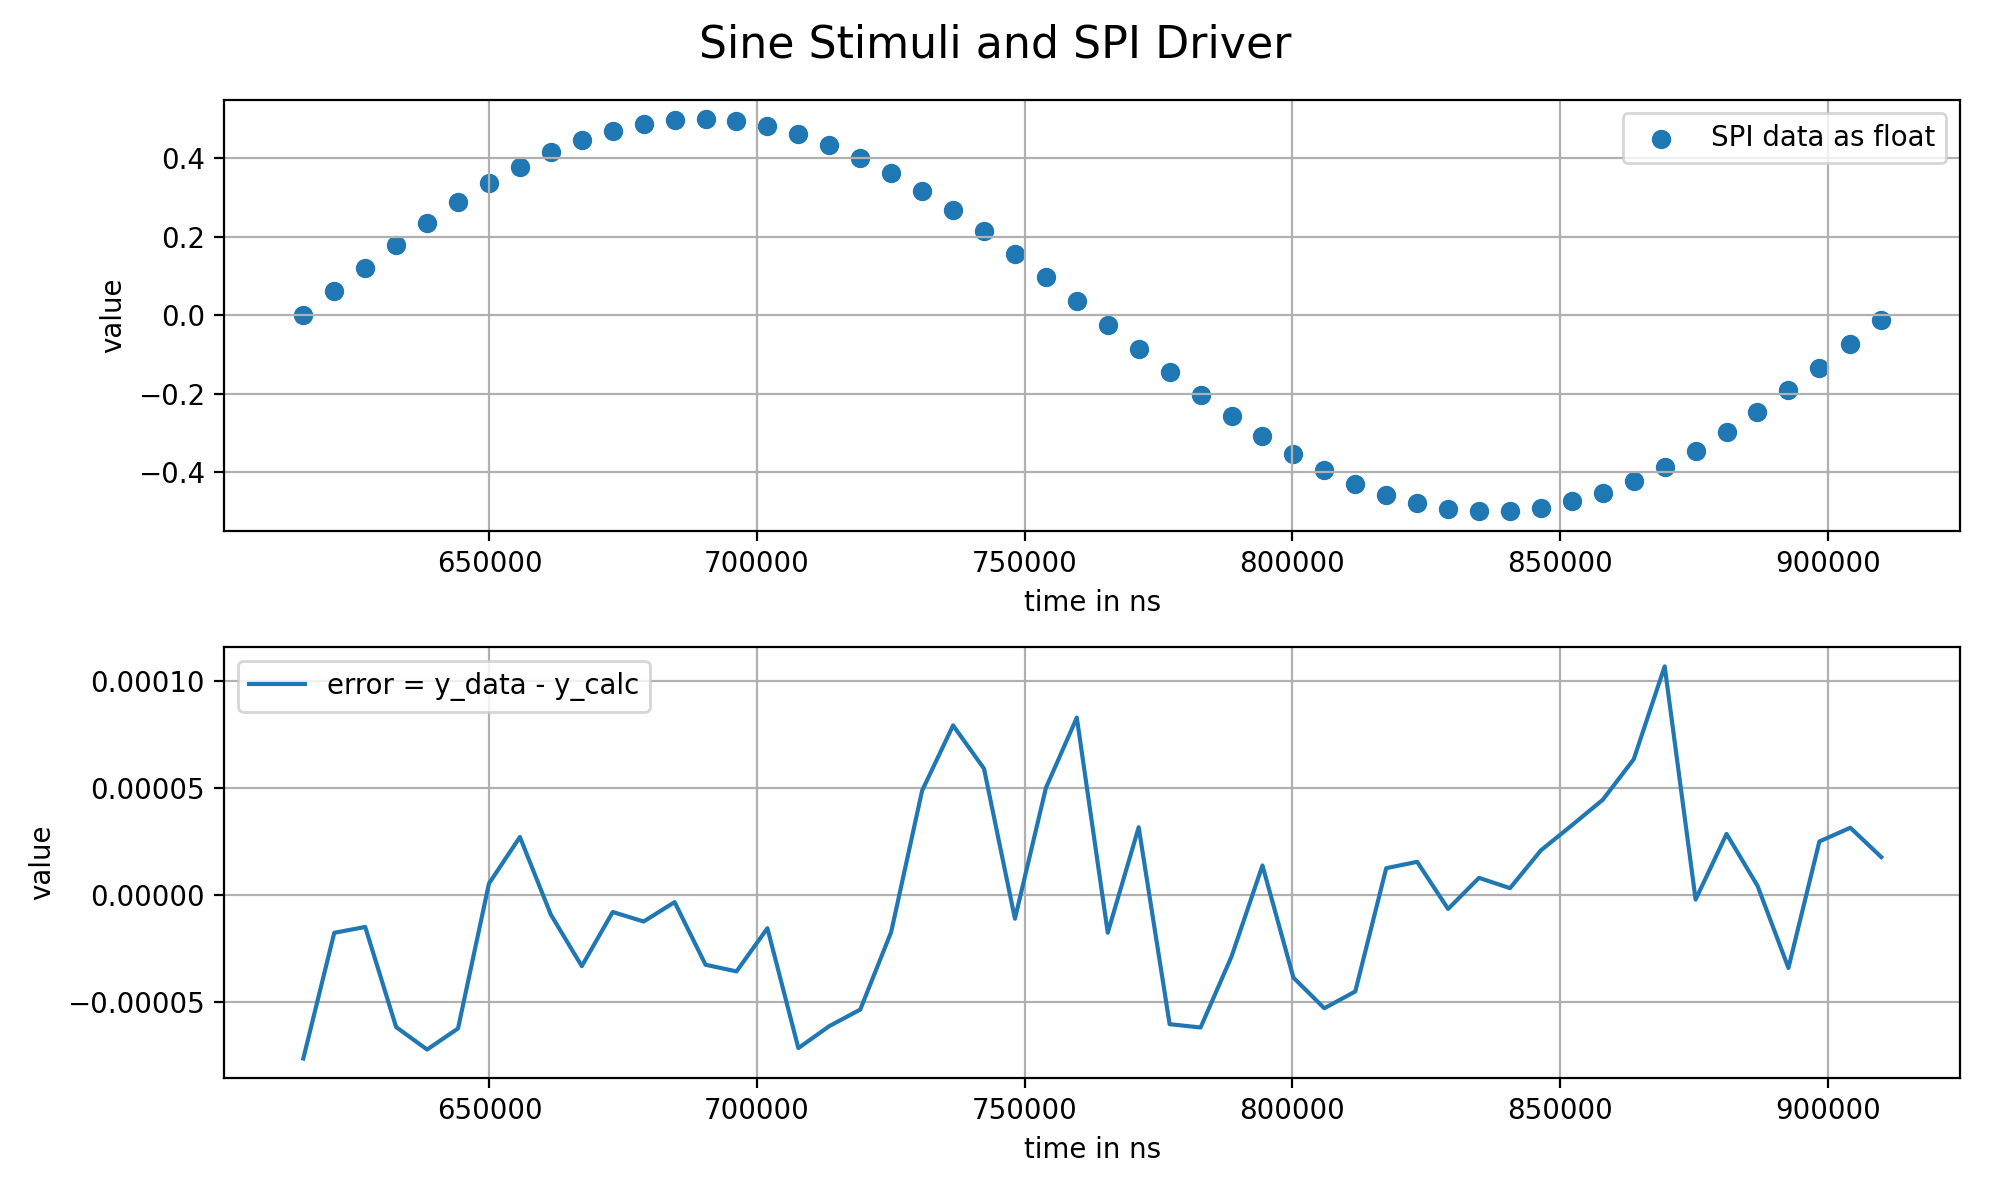 Sine Stimuli and SPI Driver
SPI data as float
0.4
0.2
0.0
−0.2
−0.4
value
650000 700000 750000 800000 850000 900000
time in ns
error = y_data - y_calc
0.00010
0.00005
0.00000
−0.00005
value
650000 700000 750000 800000 850000 900000
time in ns